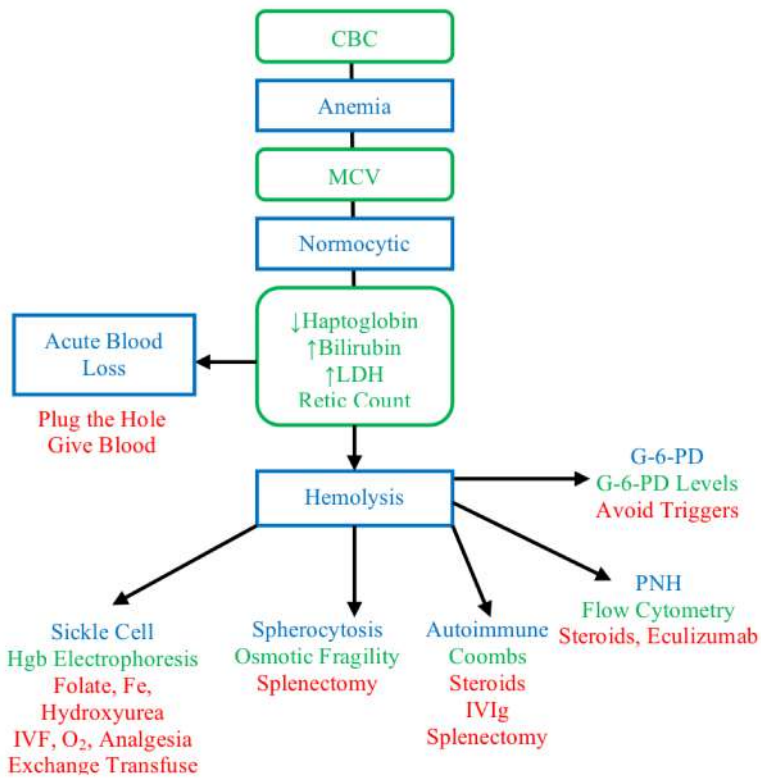 CBC
Anemia
MCV
Normocytic
↓Haptoglobin
↑Bilirubin
↑LDH
Retic Count
Acute Blood
Loss
Plug the Hole
Give Blood
Hemolysis
G-6-PD
G-6-PD Levels
Avoid Triggers
PNH
Flow Cytometry
Steroids, Eculizumab
Sickle Cell
Hgb Electrophoresis
Folate, Fe,
Hydroxyurea
IVF, O₂, Analgesia
Exchange Transfuse
Spherocytosis
Osmotic Fragility
Splenectomy
Autoimmune
Coombs
Steroids
IVIg
Splenectomy